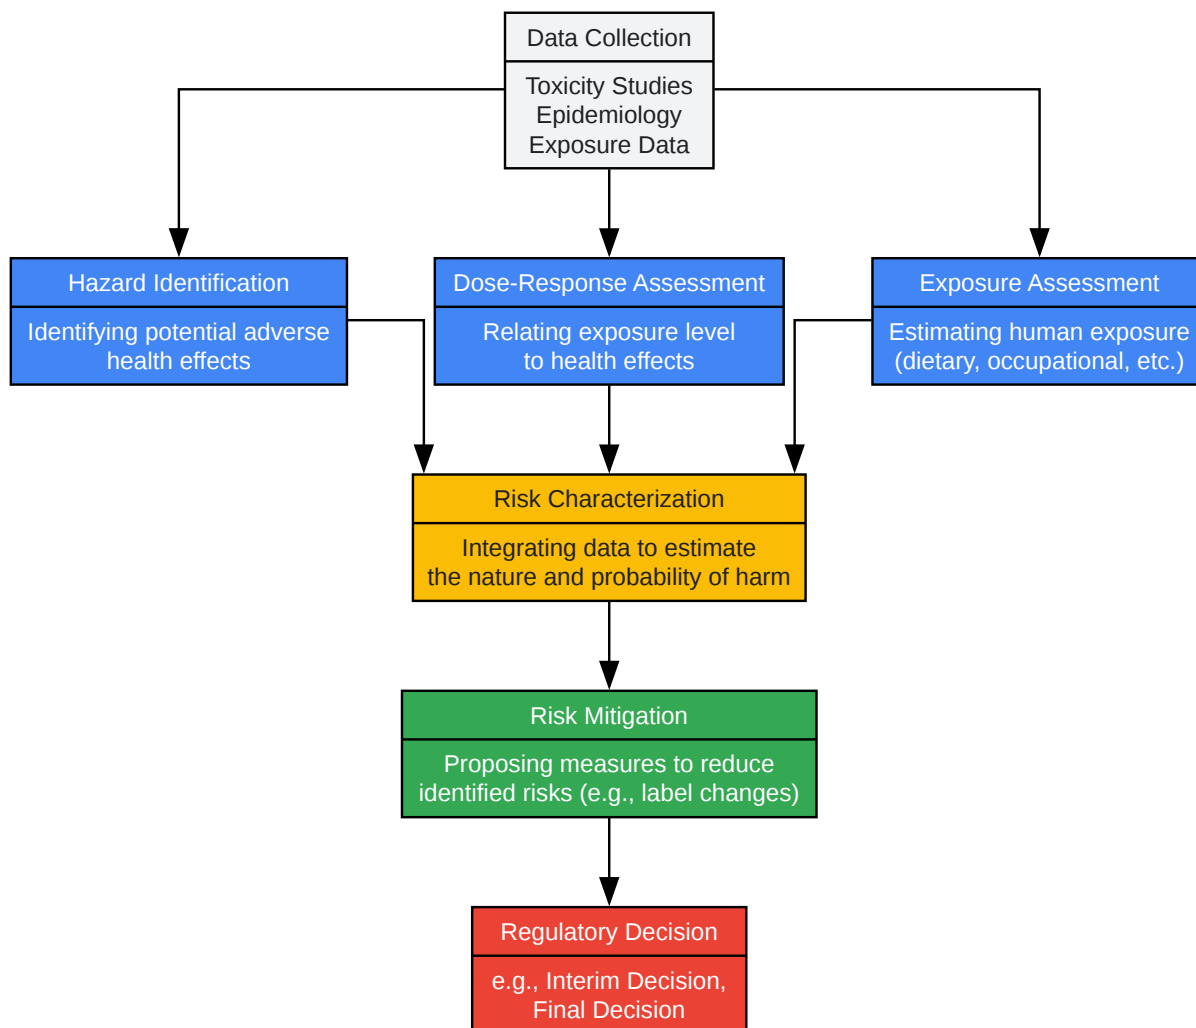 Data Collection
Toxicity Studies
Epidemiology
Exposure Data
Hazard Identification
Identifying potential adverse
health effects
Dose-Response Assessment
Relating exposure level
to health effects
Exposure Assessment
Estimating human exposure
(dietary, occupational, etc.)
Risk Characterization
Integrating data to estimate
the nature and probability of harm
Risk Mitigation
Proposing measures to reduce
identified risks (e.g., label changes)
Regulatory Decision
e.g., Interim Decision,
Final Decision